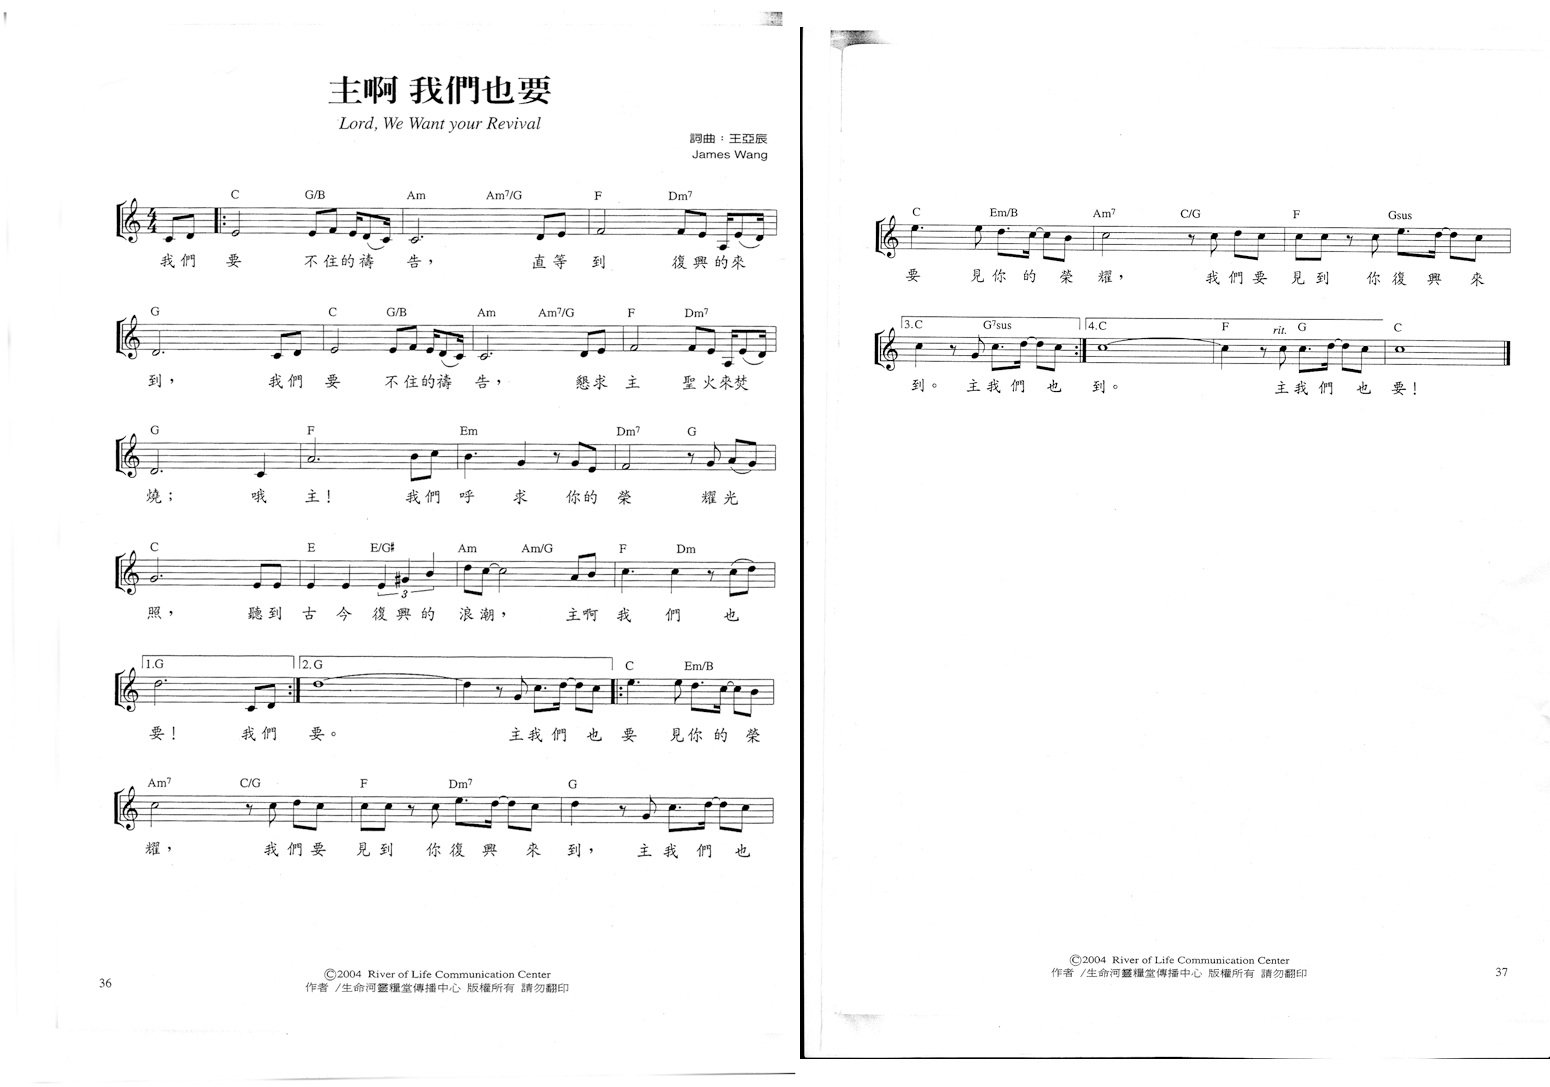 主啊 我們也要
Lord, We Want your Revival
詞曲：王亞辰
James Wang
C G/B Am Am7/G F Dm7
我們 要 不住的禱 告， 直等 到 復興的來
G C G/B Am Am7/G F Dm7
到， 我們 要 不住的禱 告， 懇求 主 聖火來焚
G F Em Dm7 G
燒； 哦 主！ 我們 呼 求 你的 榮 耀光
C E E/G# Am Am/G F Dm
3
照， 聽到 古 今 復興的 浪潮， 主啊 我 們 也
1.G 2.G C Em/B
要！ 我們 要。 主我們 也 要 見你的 榮
Am7 C/G F Dm7 G
耀， 我們要 見到 你復 興 來 到， 主我 們 也
©2004 River of Life Communication Center
作者 /生命河靈糧堂傳播中心 版權所有 請勿翻印
36
C Em/B Am7 C/G F Gsus
要 見你 的 榮 耀， 我們要 見到 你復 興 來
3.C G7sus 4.C F rit. G C
到。 主我們 也 到。 主我們 也 要！
©2004 River of Life Communication Center
作者 /生命河靈糧堂傳播中心 版權所有 請勿翻印
37